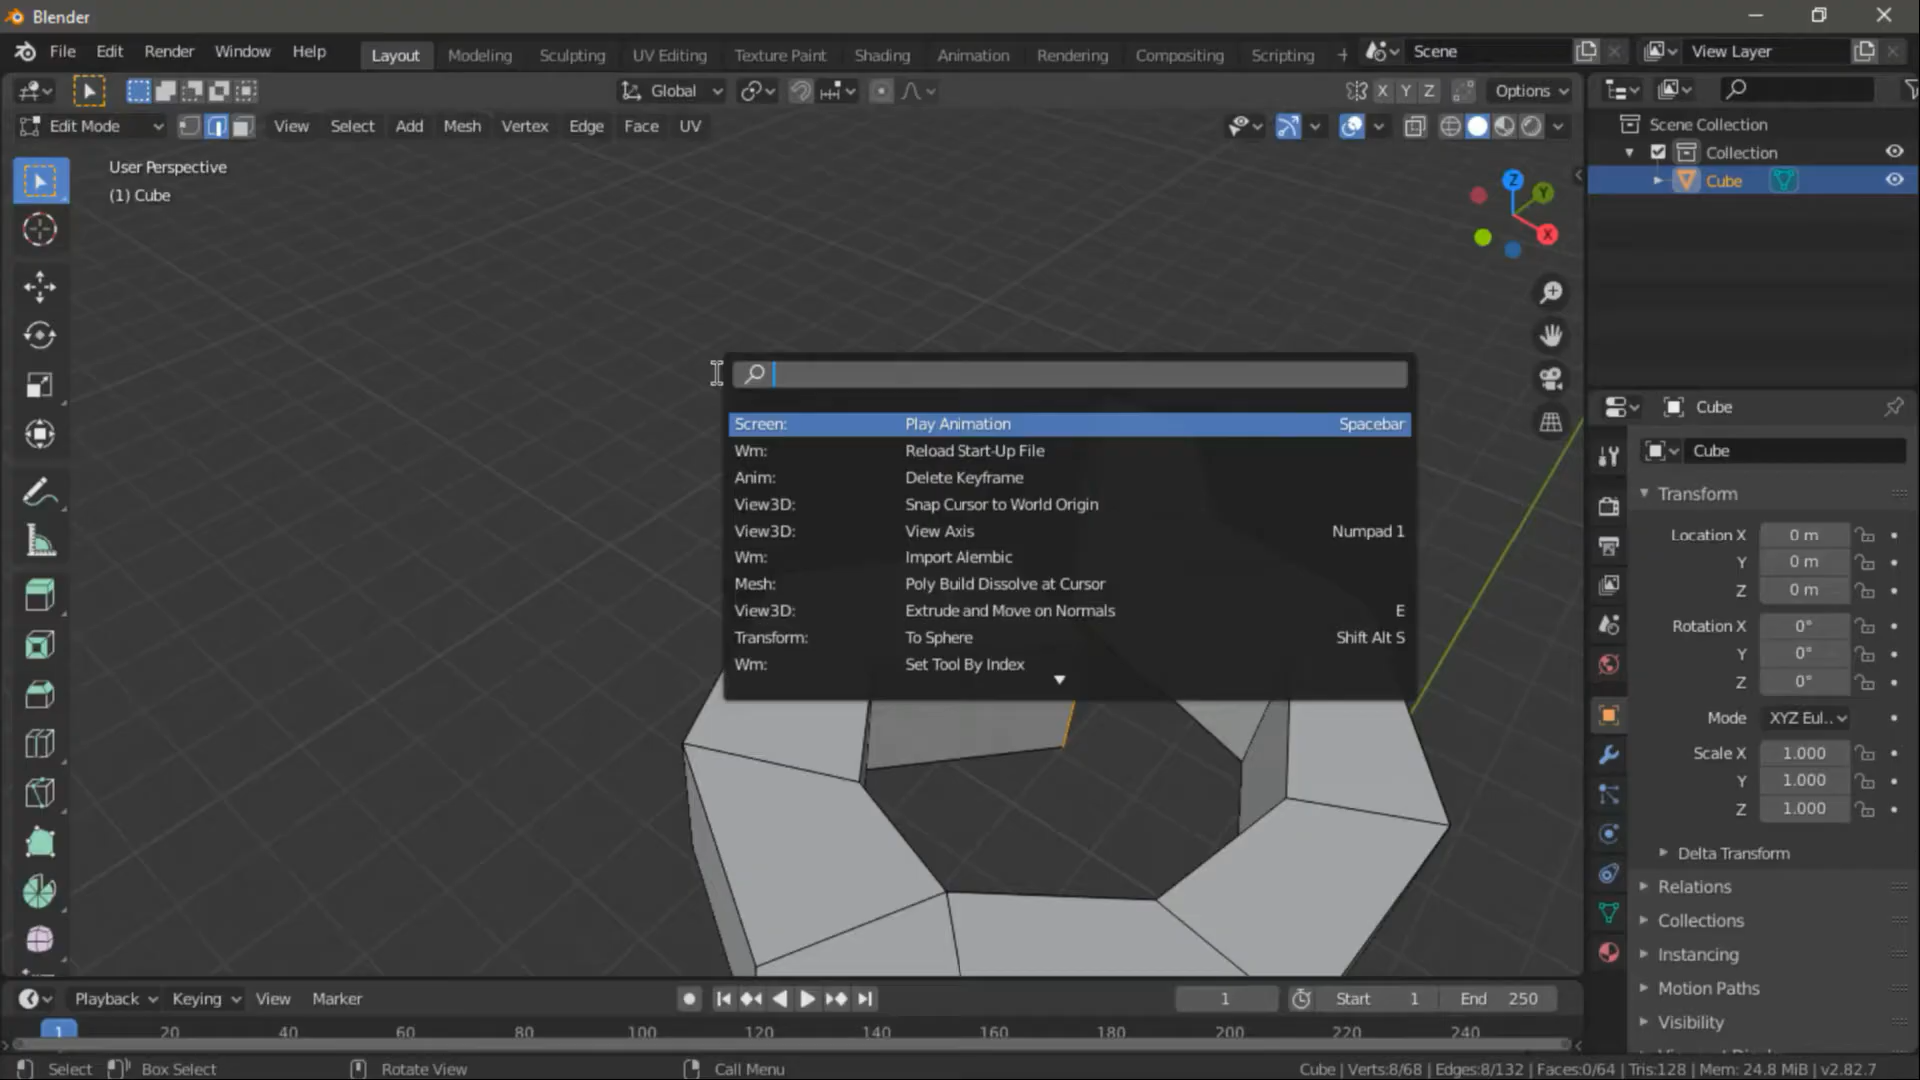 Blender
File Edit Render Window Help Layout Modeling Sculpting UV Editing Texture Paint Shading Animation Rendering Compositing Scripting + Scene View Layer
Global X Y Z Options
Edit Mode View Select Add Mesh Vertex Edge Face UV
User Perspective
(1) Cube
Z
Y
X
Scene Collection
Collection
Cube
Screen: Play Animation Spacebar
Wm: Reload Start-Up File
Anim: Delete Keyframe
View3D: Snap Cursor to World Origin
View3D: View Axis Numpad 1
Wm: Import Alembic
Mesh: Poly Build Dissolve at Cursor
View3D: Extrude and Move on Normals E
Transform: To Sphere Shift Alt S
Wm: Set Tool By Index
Cube
Cube
Transform
Location X 0 m
Y 0 m
Z 0 m
Rotation X 0°
Y 0°
Z 0°
Mode XYZ Eul..
Scale X 1.000
Y 1.000
Z 1.000
Delta Transform
Relations
Collections
Instancing
Motion Paths
Visibility
Playback Keying View Marker 1 Start 1 End 250
1 20 40 60 80 100 120 140 160 180 200 220 240
Select Box Select Rotate View Call Menu Cube | Verts:8/68 | Edges:8/132 | Faces:0/64 | Tris:128 | Mem: 24.8 MiB | v2.82.7